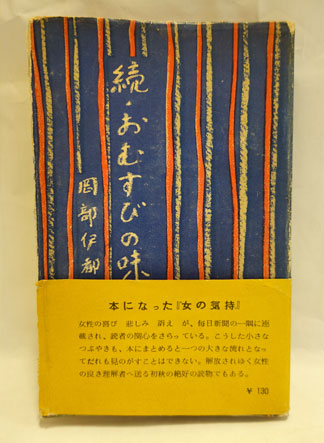 続・おむすびの味
岡部伊都
本になった『女の気持』
女性の喜び 悲しみ 訴え が、毎日新聞の一隅に連
載され、読者の関心をさらっている。こうした小さな
つぶやきも、本にまとめると一つの大きな流れとなっ
てだれも見のがすことはできない。解放されゆく女性
の良き理解者へ送る初秋の絶好の読物でもある。
¥ 130